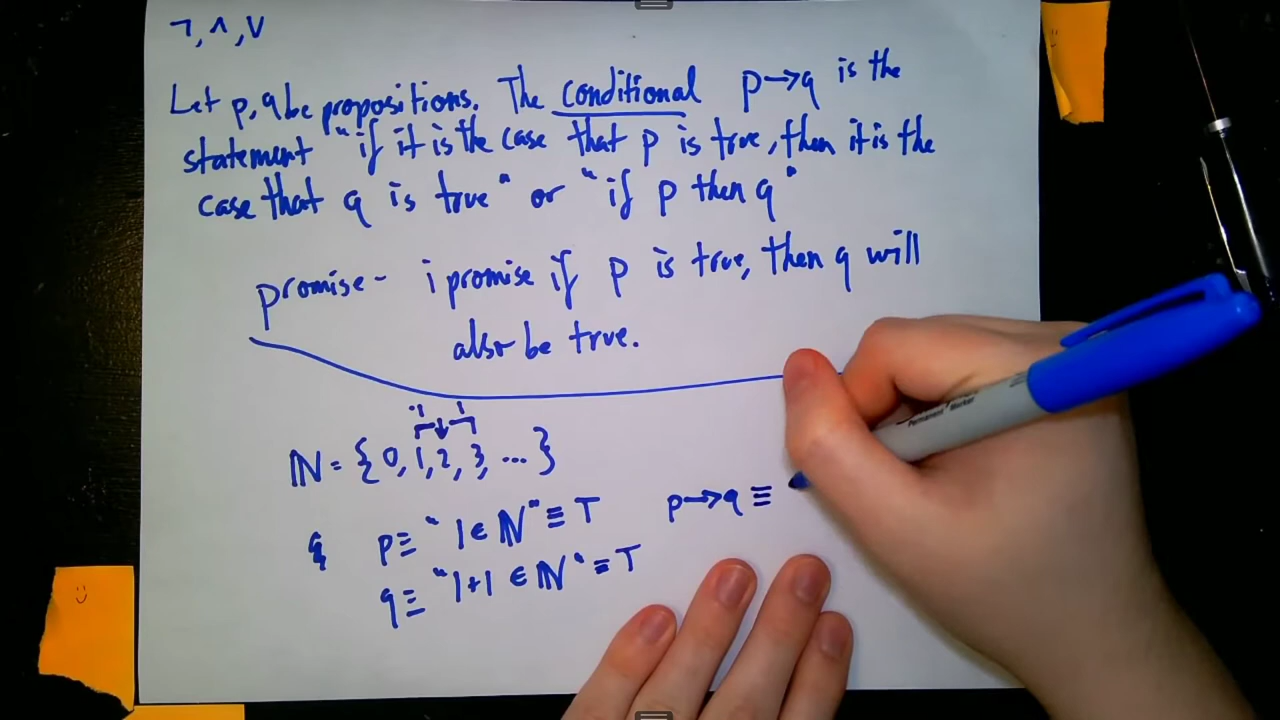 ¬, ∧, ∨
Let p, q be propositions. The conditional p→q is the
statement "if it is the case that p is true, then it is the
case that q is true" or "if p then q"
promise - i promise if p is true, then q will
also be true.
-1 1
ℕ = {0, 1, 2, 3, ... }
p ≡ "1 ∈ ℕ" ≡ T p→q ≡
q ≡ "1+1 ∈ ℕ" ≡ T